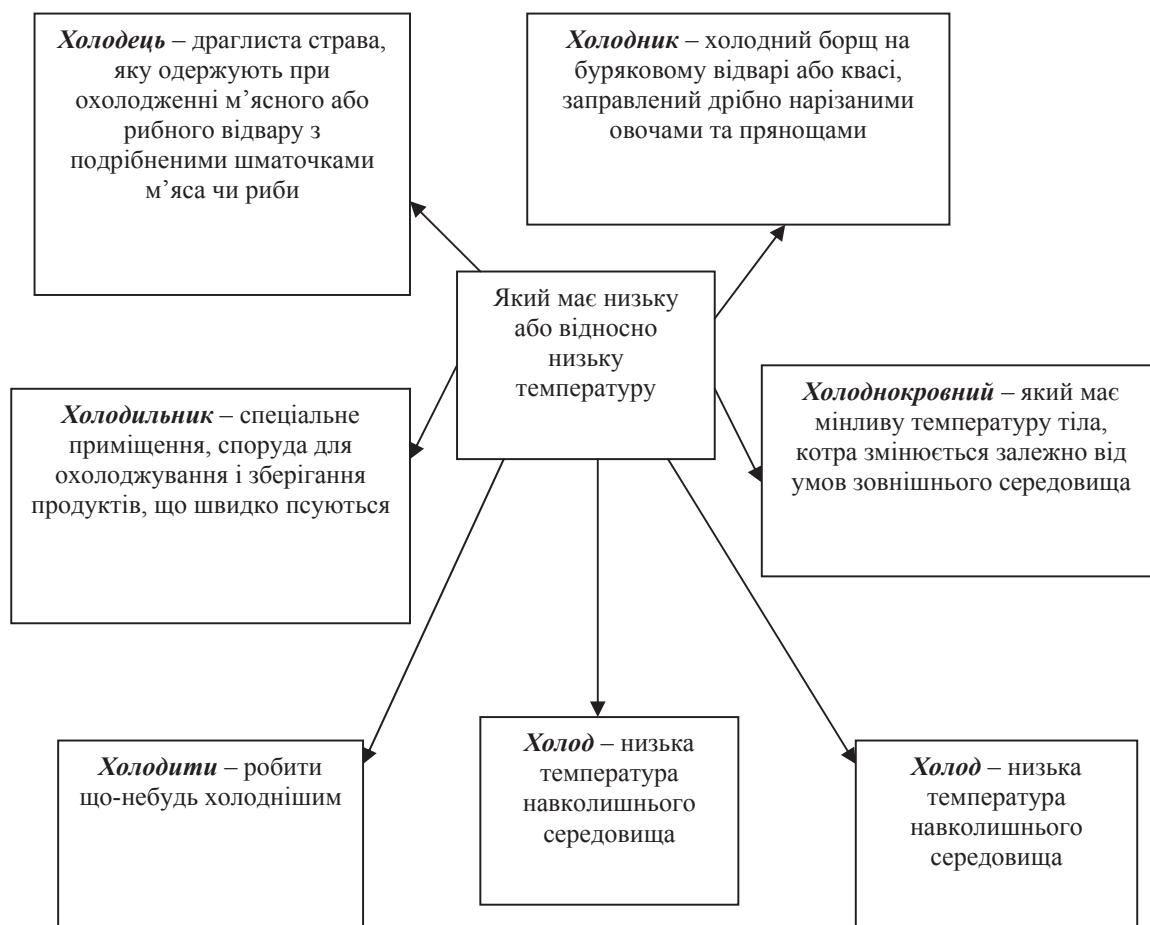 Холодець – драглиста страва,
яку одержують при
охолодженні м’ясного або
рибного відвару з
подрібненими шматочками
м’яса чи риби
Холодник – холодний борщ на
буряковому відварі або квасі,
заправлений дрібно нарізаними
овочами та прянощами
Який має низьку
або відносно
низьку
температуру
Холодильник – спеціальне
приміщення, споруда для
охолоджування і зберігання
продуктів, що швидко псуються
Холоднокровний – який має
мінливу температуру тіла,
котра змінюється залежно від
умов зовнішнього середовища
Холодити – робити
що-небудь холоднішим
Холод – низька
температура
навколишнього
середовища
Холод – низька
температура
навколишнього
середовища